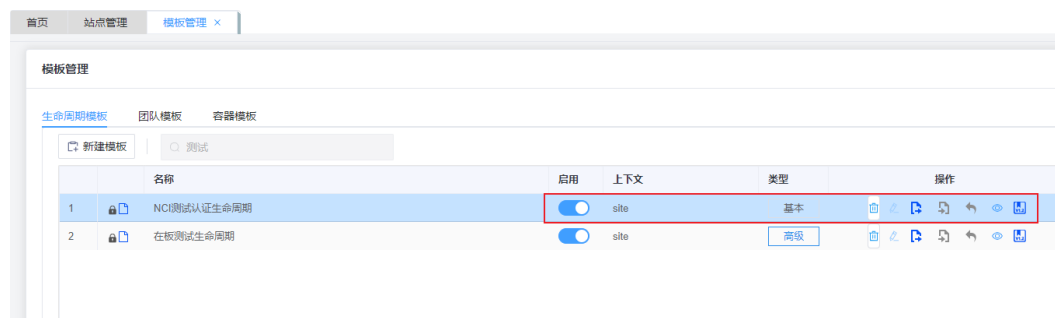 首页 站点管理 模板管理 ×
模板管理
生命周期模板 团队模板 容器模板
新建模板 测试
名称 启用 上下文 类型 操作
1 NCI测试认证生命周期 site 基本
2 在板测试生命周期 site 高级